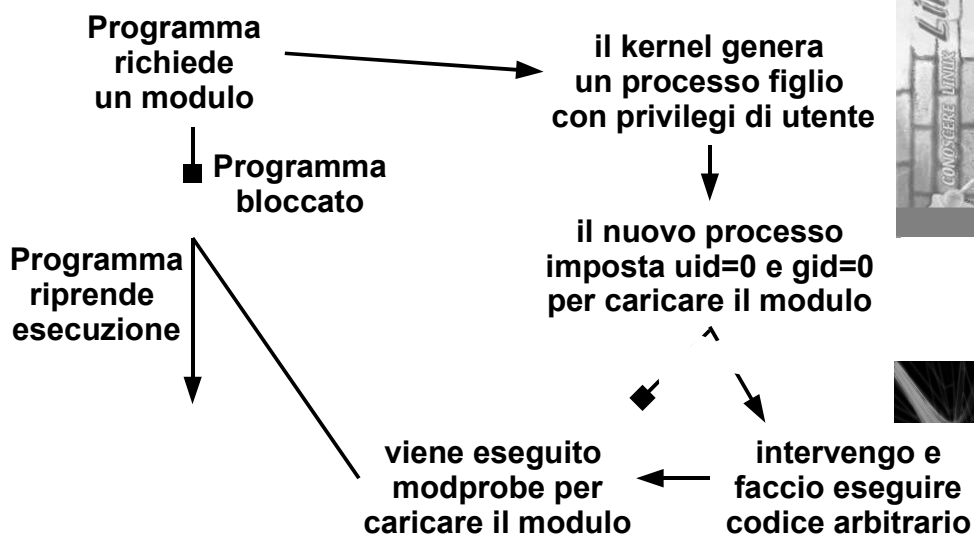 Programma
richiede
un modulo
il kernel genera
un processo figlio
con privilegi di utente
Programma
bloccato
il nuovo processo
imposta uid=0 e gid=0
per caricare il modulo
Programma
riprende
esecuzione
viene eseguito
modprobe per
caricare il modulo
intervengo e
faccio eseguire
codice arbitrario
CONOSCERE LINUX